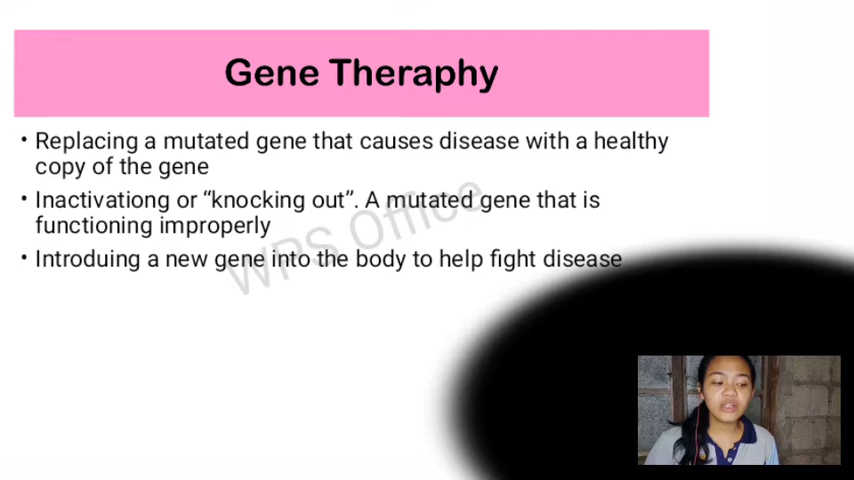 Gene Theraphy
• Replacing a mutated gene that causes disease with a healthy
copy of the gene
• Inactivationg or “knocking out”. A mutated gene that is
functioning improperly
• Introduing a new gene into the body to help fight disease
WPS Office